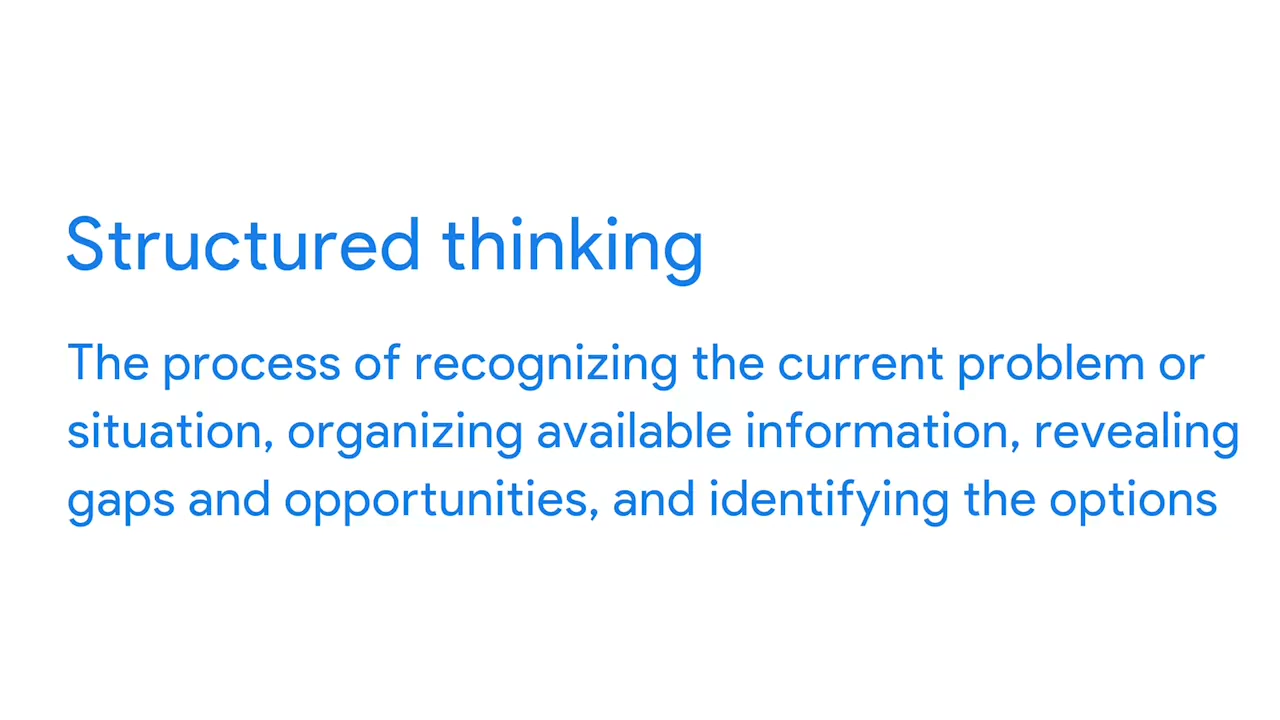 Structured thinking
The process of recognizing the current problem or
situation, organizing available information, revealing
gaps and opportunities, and identifying the options